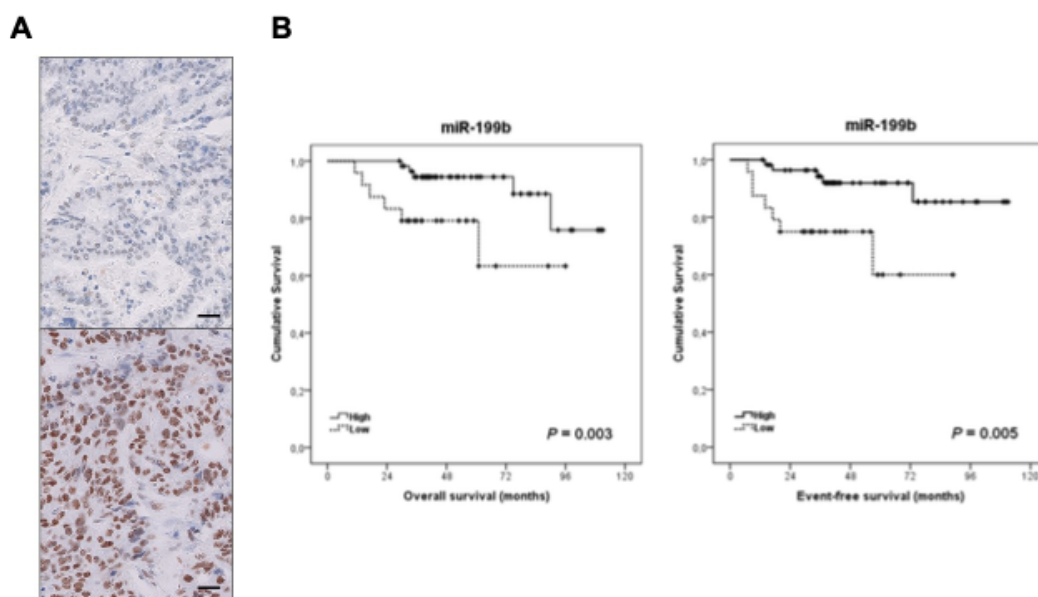 A
B
miR-199b
1,0
0,8
0,6
0,4
0,2
0,0
Cumulative Survival
High
Low
P = 0.003
0 24 48 72 96 120
Overall survival (months)
miR-199b
1,0
0,8
0,6
0,4
0,2
0,0
Cumulative Survival
High
Low
P = 0.005
0 24 48 72 96 120
Event-free survival (months)